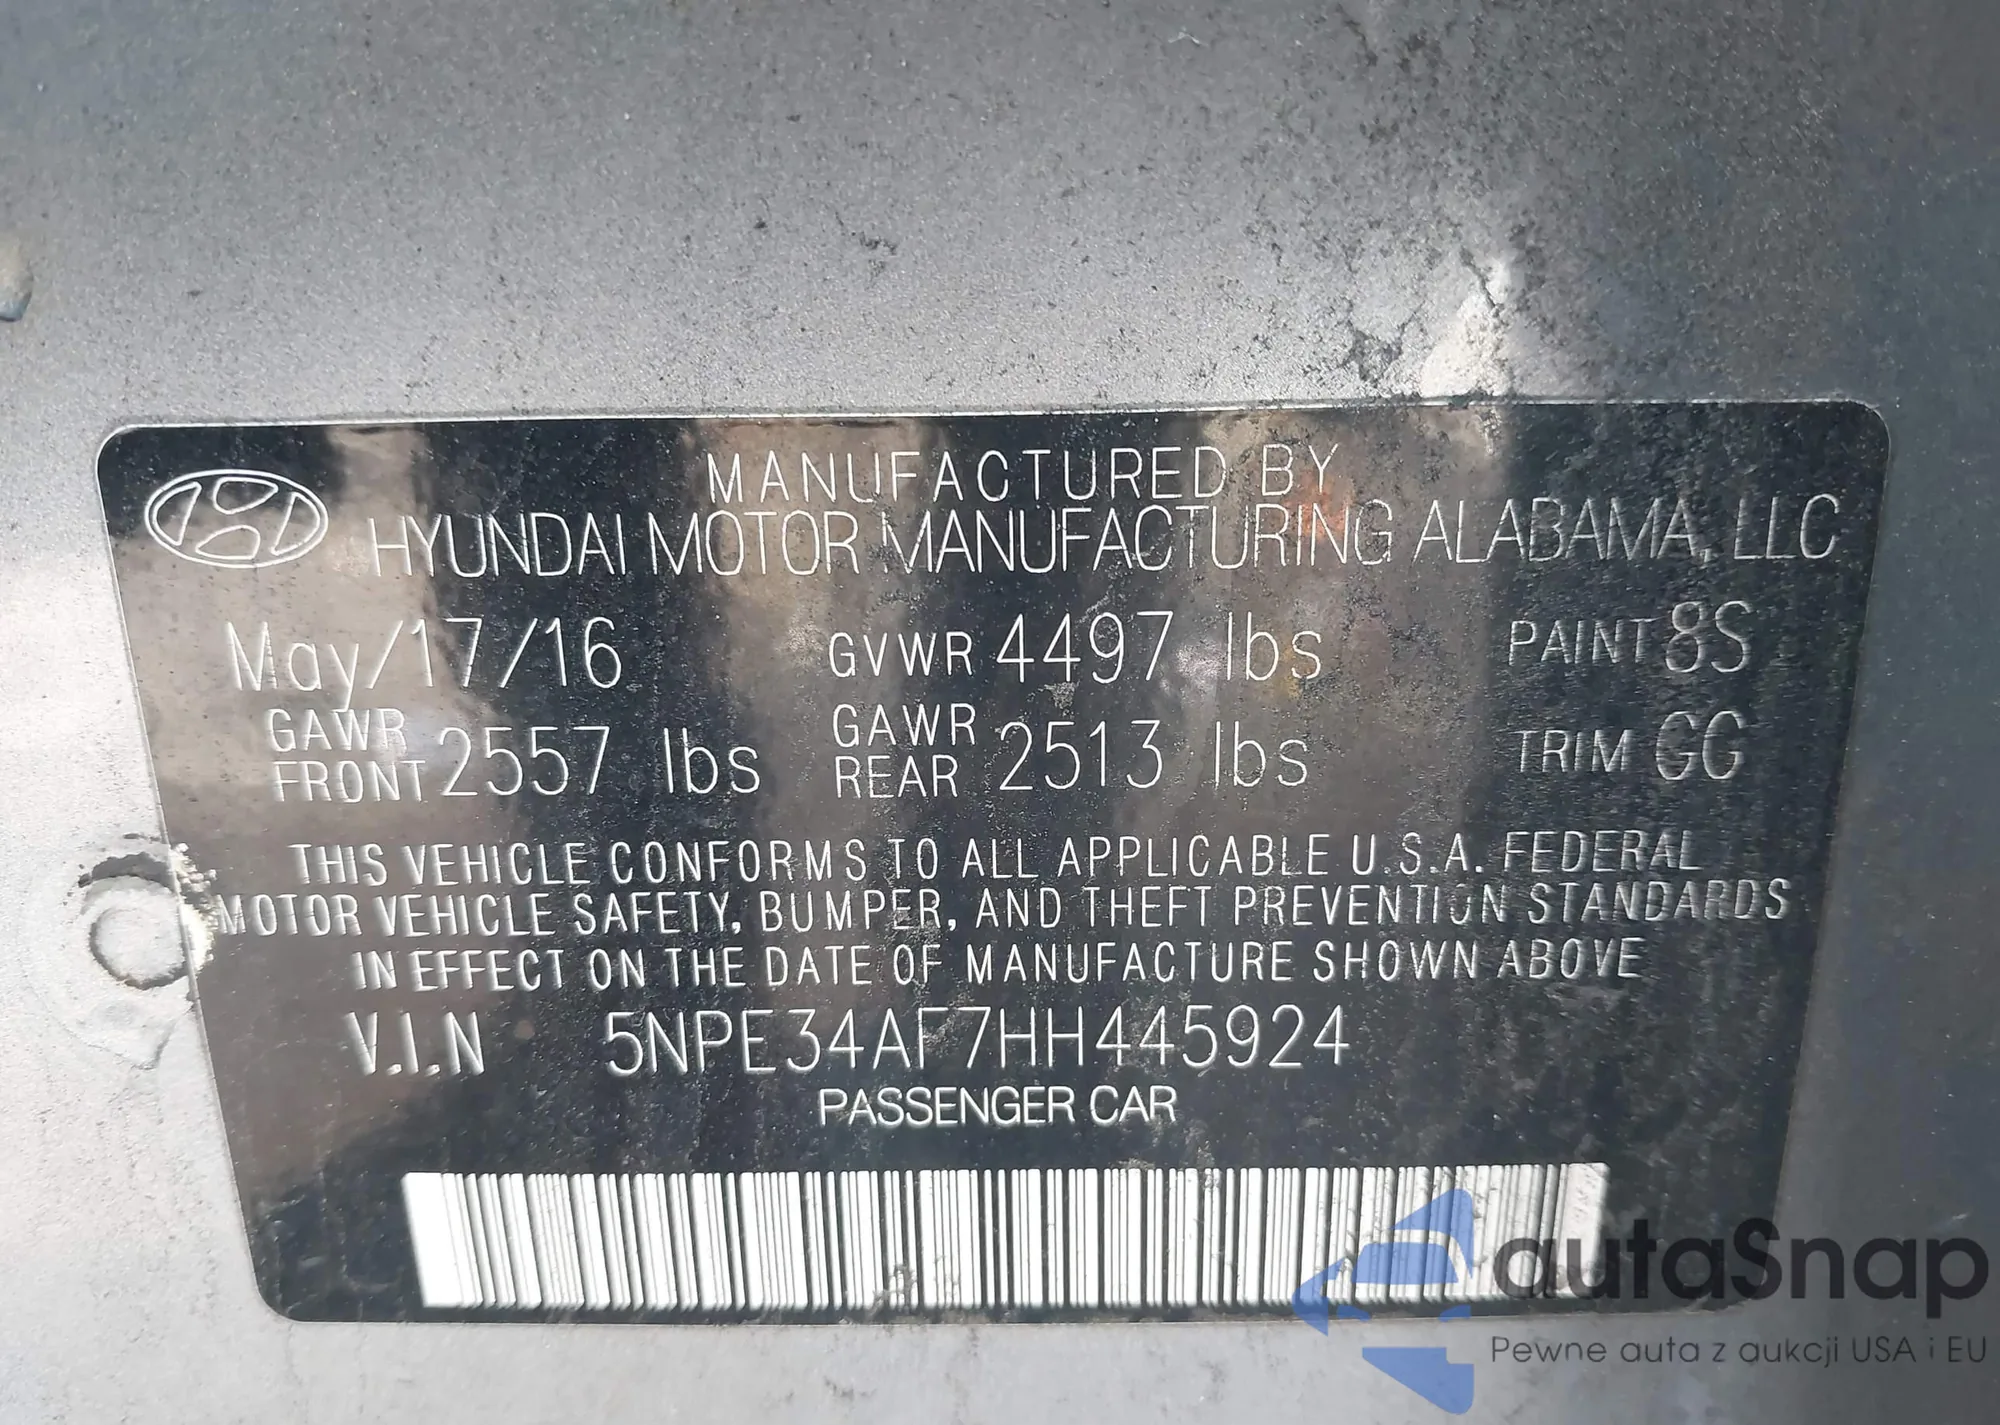 MANUFACTURED BY
HYUNDAI MOTOR MANUFACTURING ALABAMA, LLC
May/17/16 GVWR 4497 lbs PAINT 8S
GAWR FRONT 2557 lbs GAWR REAR 2513 lbs TRIM GG
THIS VEHICLE CONFORMS TO ALL APPLICABLE U.S.A. FEDERAL
MOTOR VEHICLE SAFETY, BUMPER, AND THEFT PREVENTION STANDARDS
IN EFFECT ON THE DATE OF MANUFACTURE SHOWN ABOVE
V.I.N 5NPE34AF7HH445924
PASSENGER CAR
autaSnap
Pewne auta z aukcji USA i EU